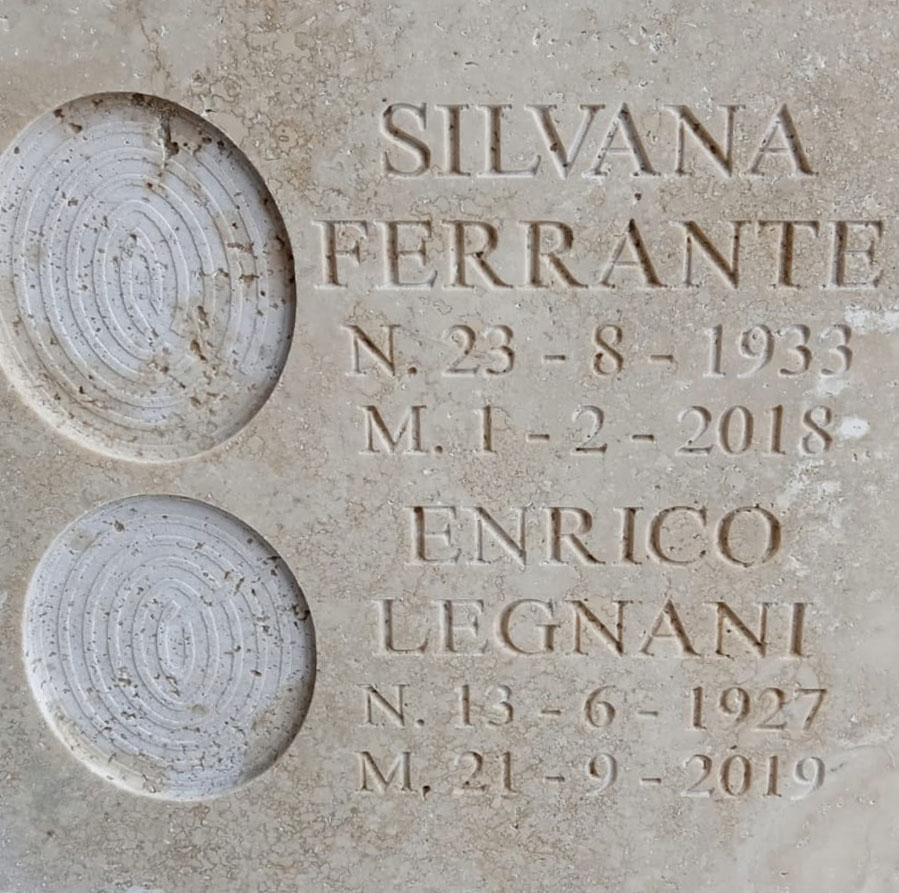 SILVANA
FERRANTE
N. 23 - 8 - 1933
M. 1 - 2 - 2018
ENRICO
LEGNANI
N. 13 - 6 - 1927
M. 21 - 9 - 2019